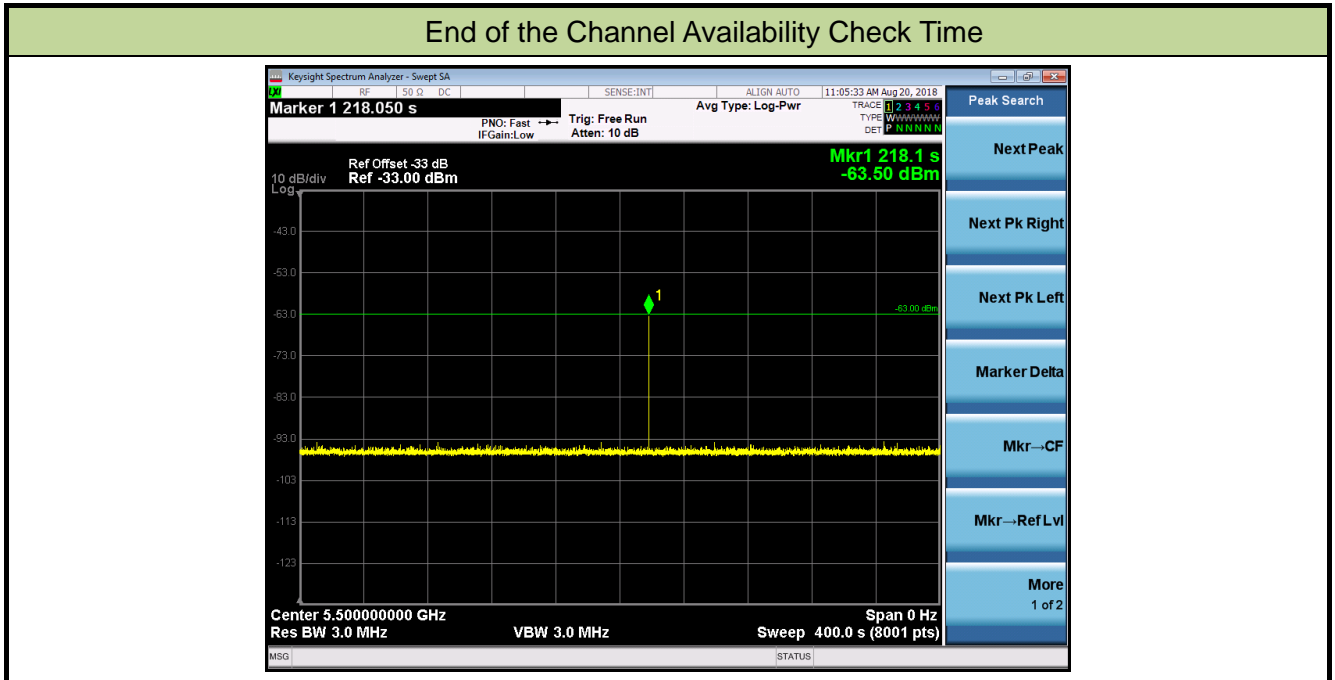 End of the Channel Availability Check Time
Keysight Spectrum Analyzer - Swept SA
LXI RF 50 Ω DC SENSE:INT ALIGN AUTO 11:05:33 AM Aug 20, 2018
Marker 1 218.050 s
PNO: Fast
IFGain:Low
Trig: Free Run
Atten: 10 dB
Avg Type: Log-Pwr
TRACE 1 2 3 4 5 6
TYPE WWWWWW
DET P N N N N N
Ref Offset -33 dB
10 dB/div Ref -33.00 dBm
Log
Mkr1 218.1 s
-63.50 dBm
-43.0
-53.0
1
-63.00 dBm
-63.0
-73.0
-83.0
-93.0
-103
-113
-123
Center 5.500000000 GHz
Span 0 Hz
Res BW 3.0 MHz
VBW 3.0 MHz
Sweep 400.0 s (8001 pts)
MSG
STATUS
Peak Search
Next Peak
Next Pk Right
Next Pk Left
Marker Delta
Mkr→CF
Mkr→Ref Lvl
More
1 of 2